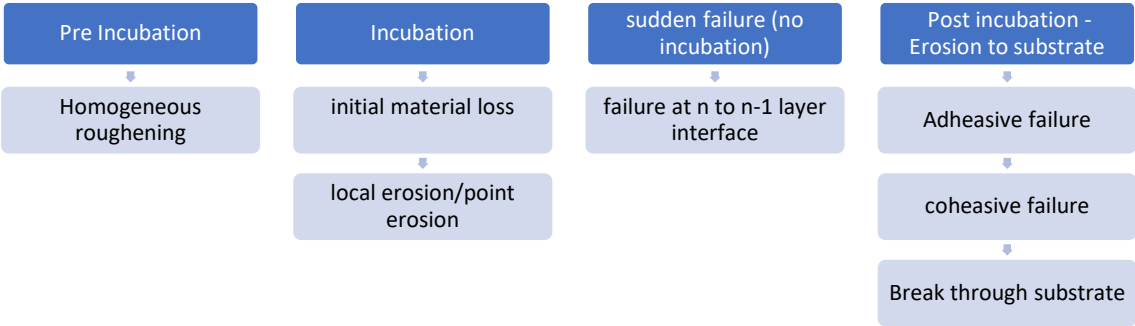 Pre Incubation
Homogeneous
roughening
Incubation
initial material loss
local erosion/point
erosion
sudden failure (no
incubation)
failure at n to n-1 layer
interface
Post incubation -
Erosion to substrate
Adheasive failure
coheasive failure
Break through substrate